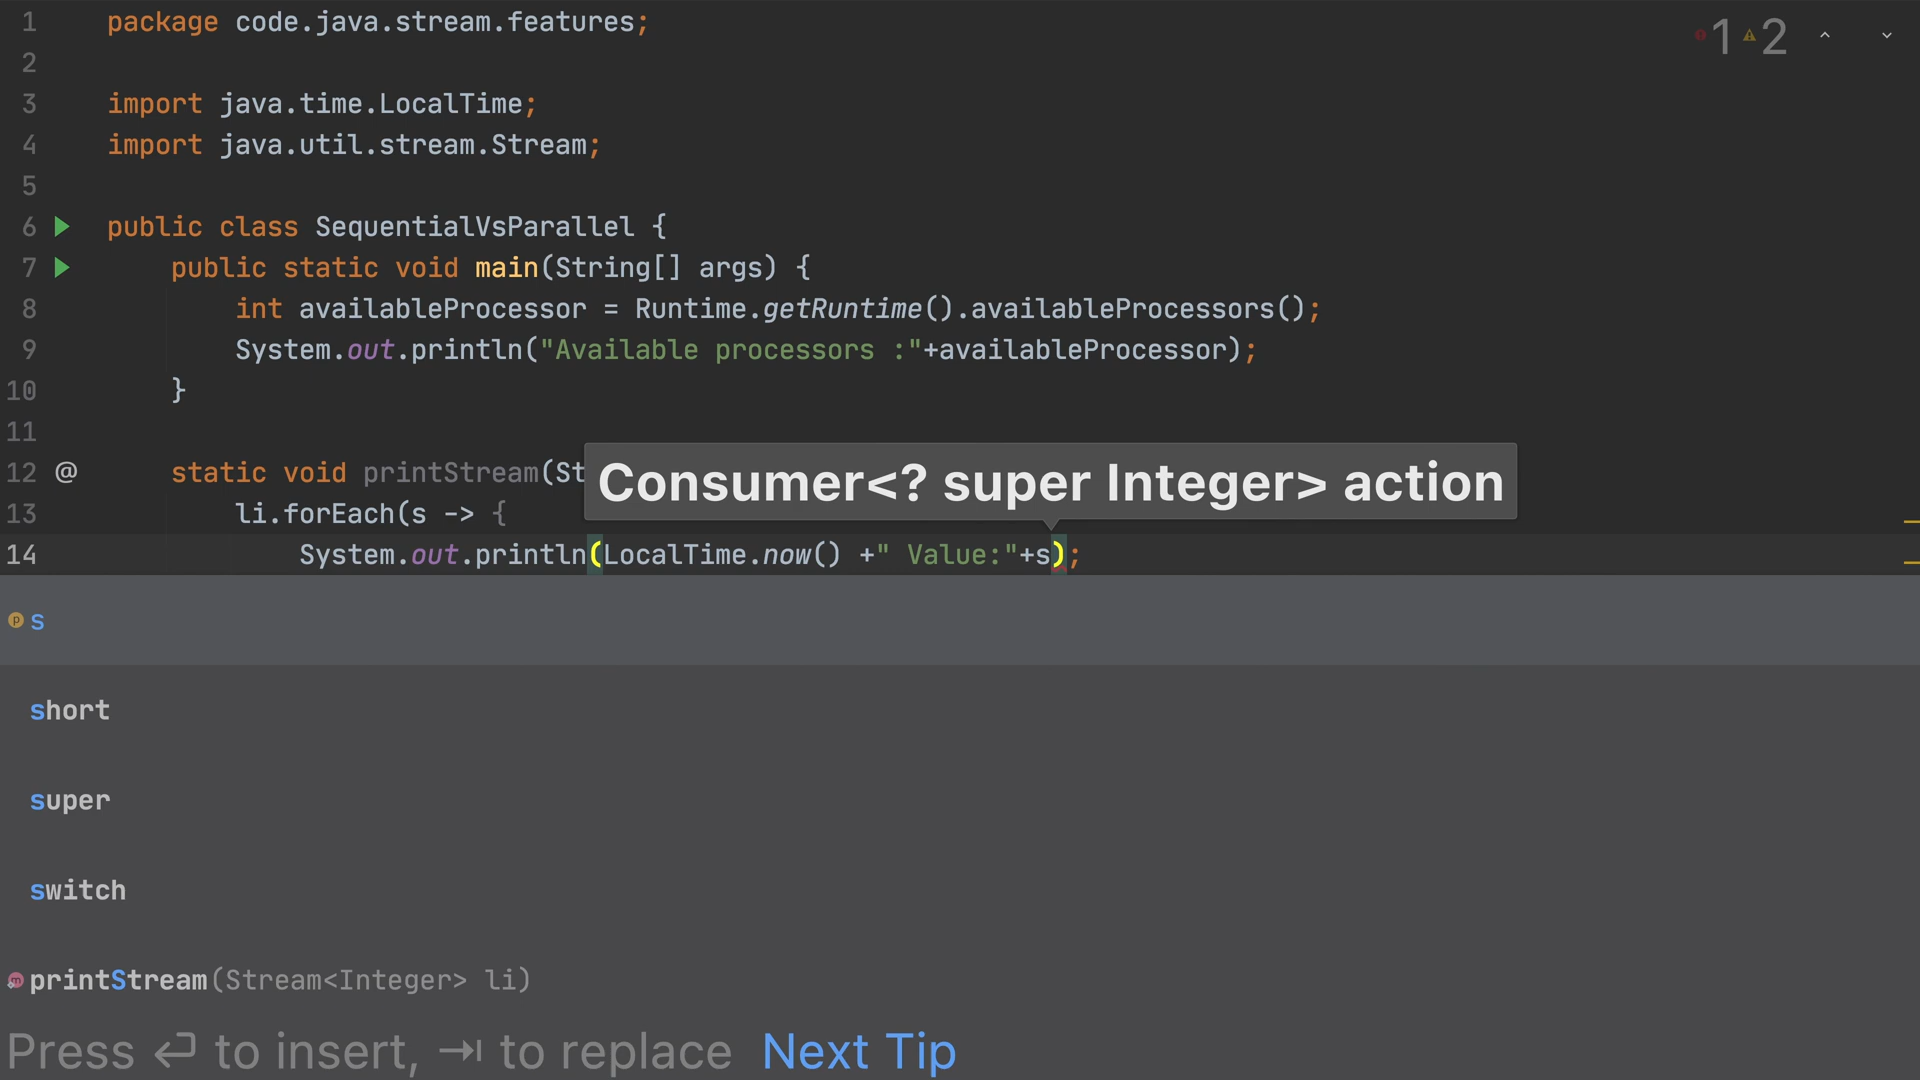 1 package code.java.stream.features;
1 2
2
3 import java.time.LocalTime;
4 import java.util.stream.Stream;
5
6 public class SequentialVsParallel {
7 public static void main(String[] args) {
8 int availableProcessor = Runtime.getRuntime().availableProcessors();
9 System.out.println("Available processors :"+availableProcessor);
10 }
11
12 @ static void printStream(St
Consumer<? super Integer> action
13 li.forEach(s -> {
14 System.out.println(LocalTime.now() +" Value:"+s);
p s
short
super
switch
m printStream(Stream<Integer> li)
Press ↵ to insert, →| to replace Next Tip